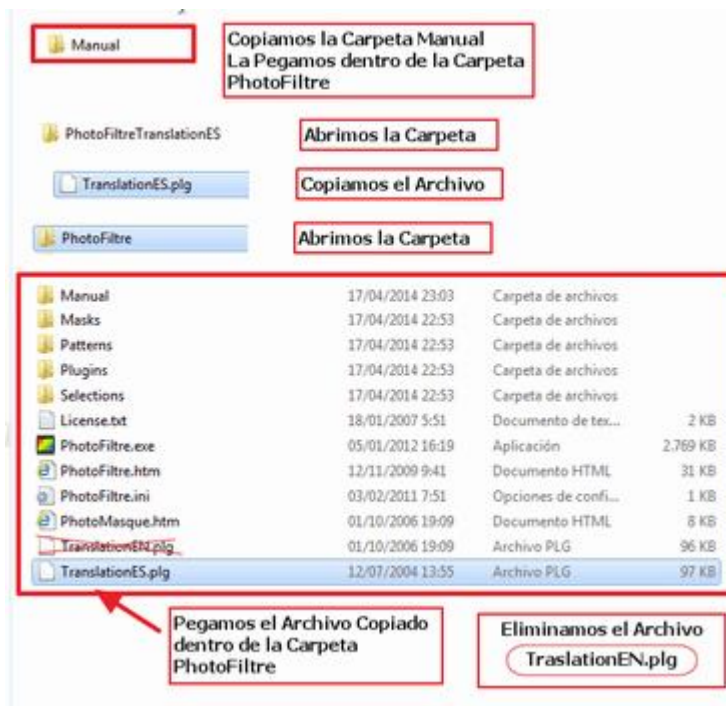 Manual
Copiamos la Carpeta Manual
La Pegamos dentro de la Carpeta
PhotoFiltre
PhotoFiltreTranslationES
Abrimos la Carpeta
TranslationES.plg
Copiamos el Archivo
PhotoFiltre
Abrimos la Carpeta
Manual 17/04/2014 23:03 Carpeta de archivos
Masks 17/04/2014 22:53 Carpeta de archivos
Patterns 17/04/2014 22:53 Carpeta de archivos
Plugins 17/04/2014 22:53 Carpeta de archivos
Selections 17/04/2014 22:53 Carpeta de archivos
License.txt 18/01/2007 5:51 Documento de tex... 2 KB
PhotoFiltre.exe 05/01/2012 16:19 Aplicación 2.769 KB
PhotoFiltre.htm 12/11/2009 9:41 Documento HTML 31 KB
PhotoFiltre.ini 03/02/2011 7:51 Opciones de confi... 1 KB
PhotoMasque.htm 01/10/2006 19:09 Documento HTML 8 KB
TranslationEN.plg 01/10/2006 19:09 Archivo PLG 96 KB
TranslationES.plg 12/07/2004 13:55 Archivo PLG 97 KB
Pegamos el Archivo Copiado
dentro de la Carpeta
PhotoFiltre
Eliminamos el Archivo
TraslationEN.plg